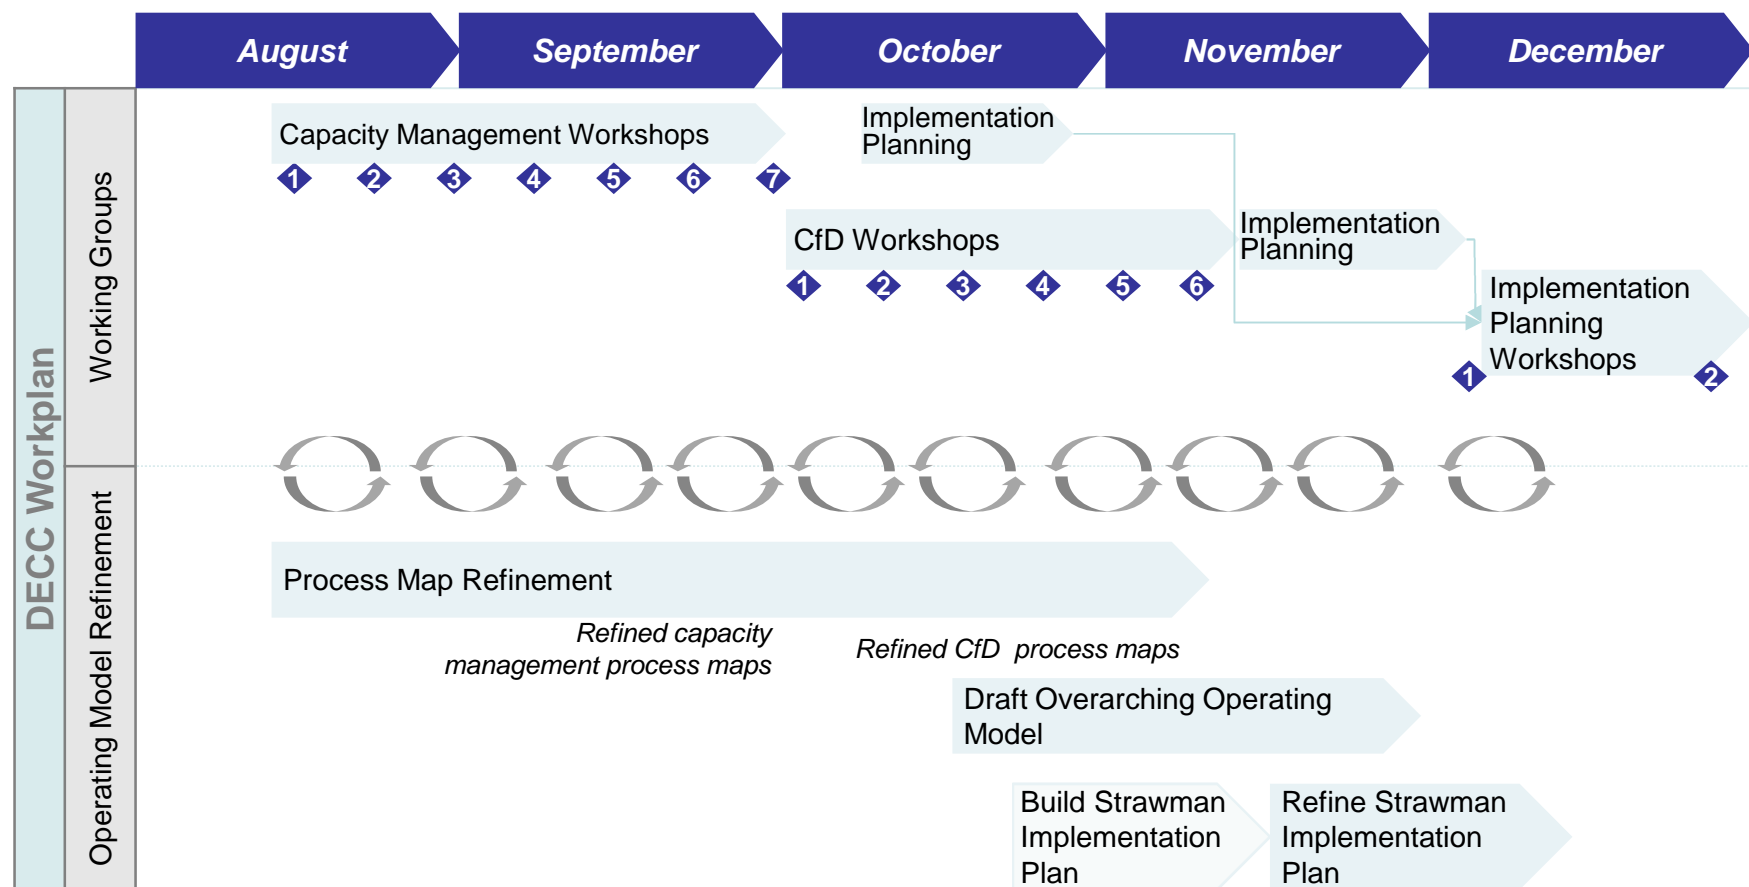 August
September
October
November
December
DECC Workplan
Working Groups
Capacity Management Workshops
1
2
3
4
5
6
7
Implementation
Planning
CfD Workshops
1
2
3
4
5
6
Implementation
Planning
Implementation
Planning
Workshops
1
2
Operating Model Refinement
Process Map Refinement
Refined capacity
management process maps
Refined CfD process maps
Draft Overarching Operating
Model
Build Strawman
Implementation
Plan
Refine Strawman
Implementation
Plan